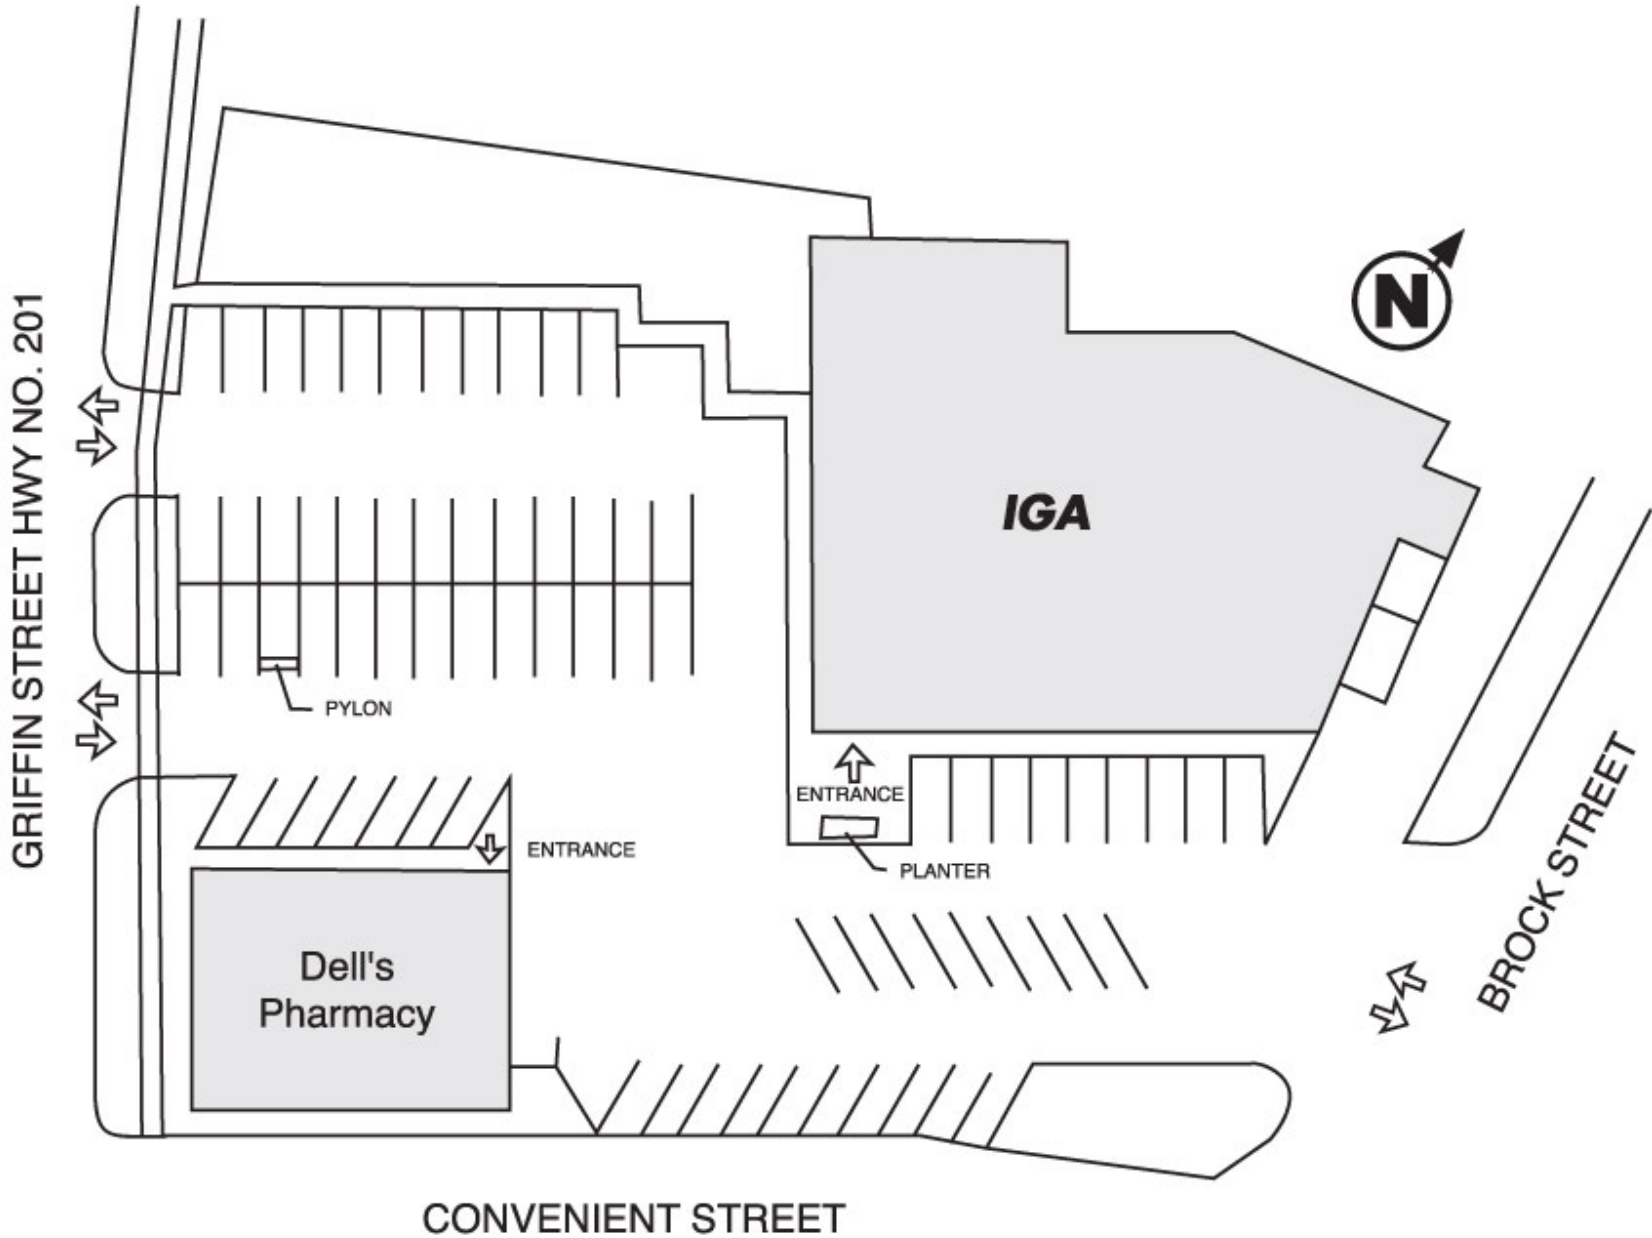 GRIFFIN STREET HWY NO. 201
N
IGA
PYLON
ENTRANCE
PLANTER
ENTRANCE
Dell's
Pharmacy
BROCK STREET
CONVENIENT STREET